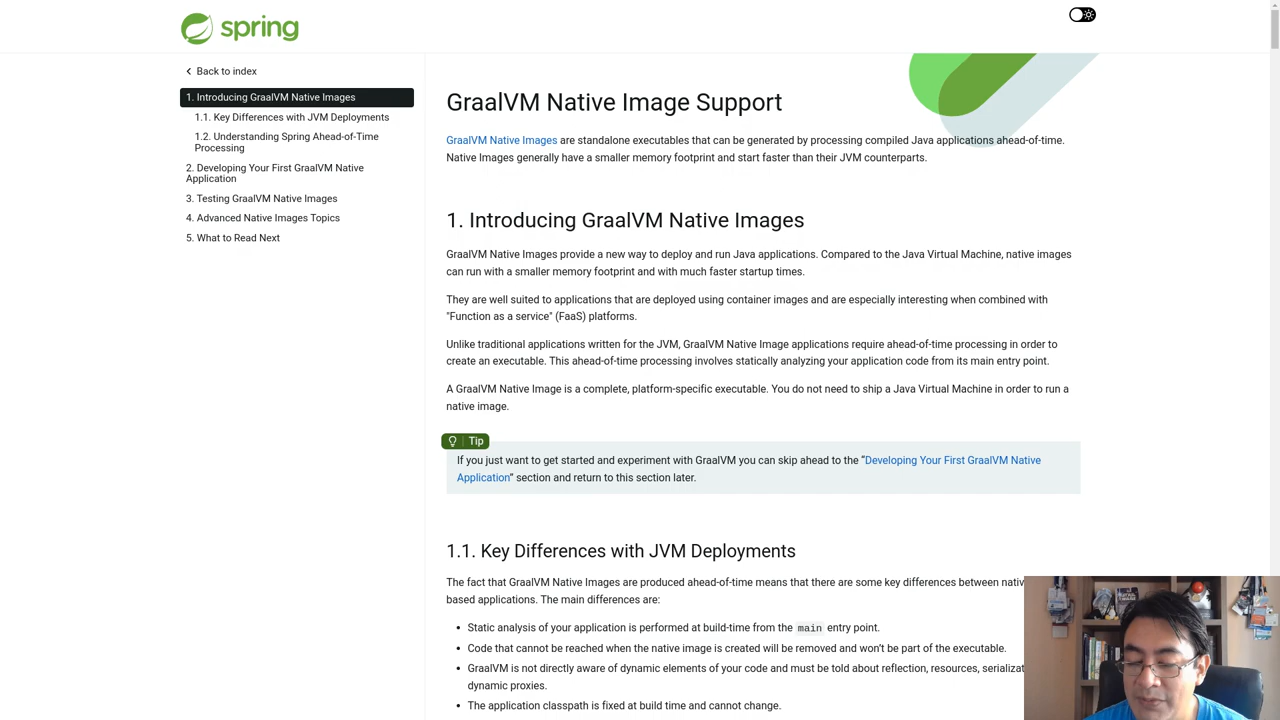 spring
Back to index
1. Introducing GraalVM Native Images
1.1. Key Differences with JVM Deployments
1.2. Understanding Spring Ahead-of-Time
Processing
2. Developing Your First GraalVM Native
Application
3. Testing GraalVM Native Images
4. Advanced Native Images Topics
5. What to Read Next
GraalVM Native Image Support
GraalVM Native Images are standalone executables that can be generated by processing compiled Java applications ahead-of-time.
Native Images generally have a smaller memory footprint and start faster than their JVM counterparts.
1. Introducing GraalVM Native Images
GraalVM Native Images provide a new way to deploy and run Java applications. Compared to the Java Virtual Machine, native images
can run with a smaller memory footprint and with much faster startup times.
They are well suited to applications that are deployed using container images and are especially interesting when combined with
"Function as a service" (FaaS) platforms.
Unlike traditional applications written for the JVM, GraalVM Native Image applications require ahead-of-time processing in order to
create an executable. This ahead-of-time processing involves statically analyzing your application code from its main entry point.
A GraalVM Native Image is a complete, platform-specific executable. You do not need to ship a Java Virtual Machine in order to run a
native image.
Tip
If you just want to get started and experiment with GraalVM you can skip ahead to the “Developing Your First GraalVM Native
Application” section and return to this section later.
1.1. Key Differences with JVM Deployments
The fact that GraalVM Native Images are produced ahead-of-time means that there are some key differences between nativ
based applications. The main differences are:
• Static analysis of your application is performed at build-time from the main entry point.
• Code that cannot be reached when the native image is created will be removed and won’t be part of the executable.
• GraalVM is not directly aware of dynamic elements of your code and must be told about reflection, resources, serializat
dynamic proxies.
• The application classpath is fixed at build time and cannot change.